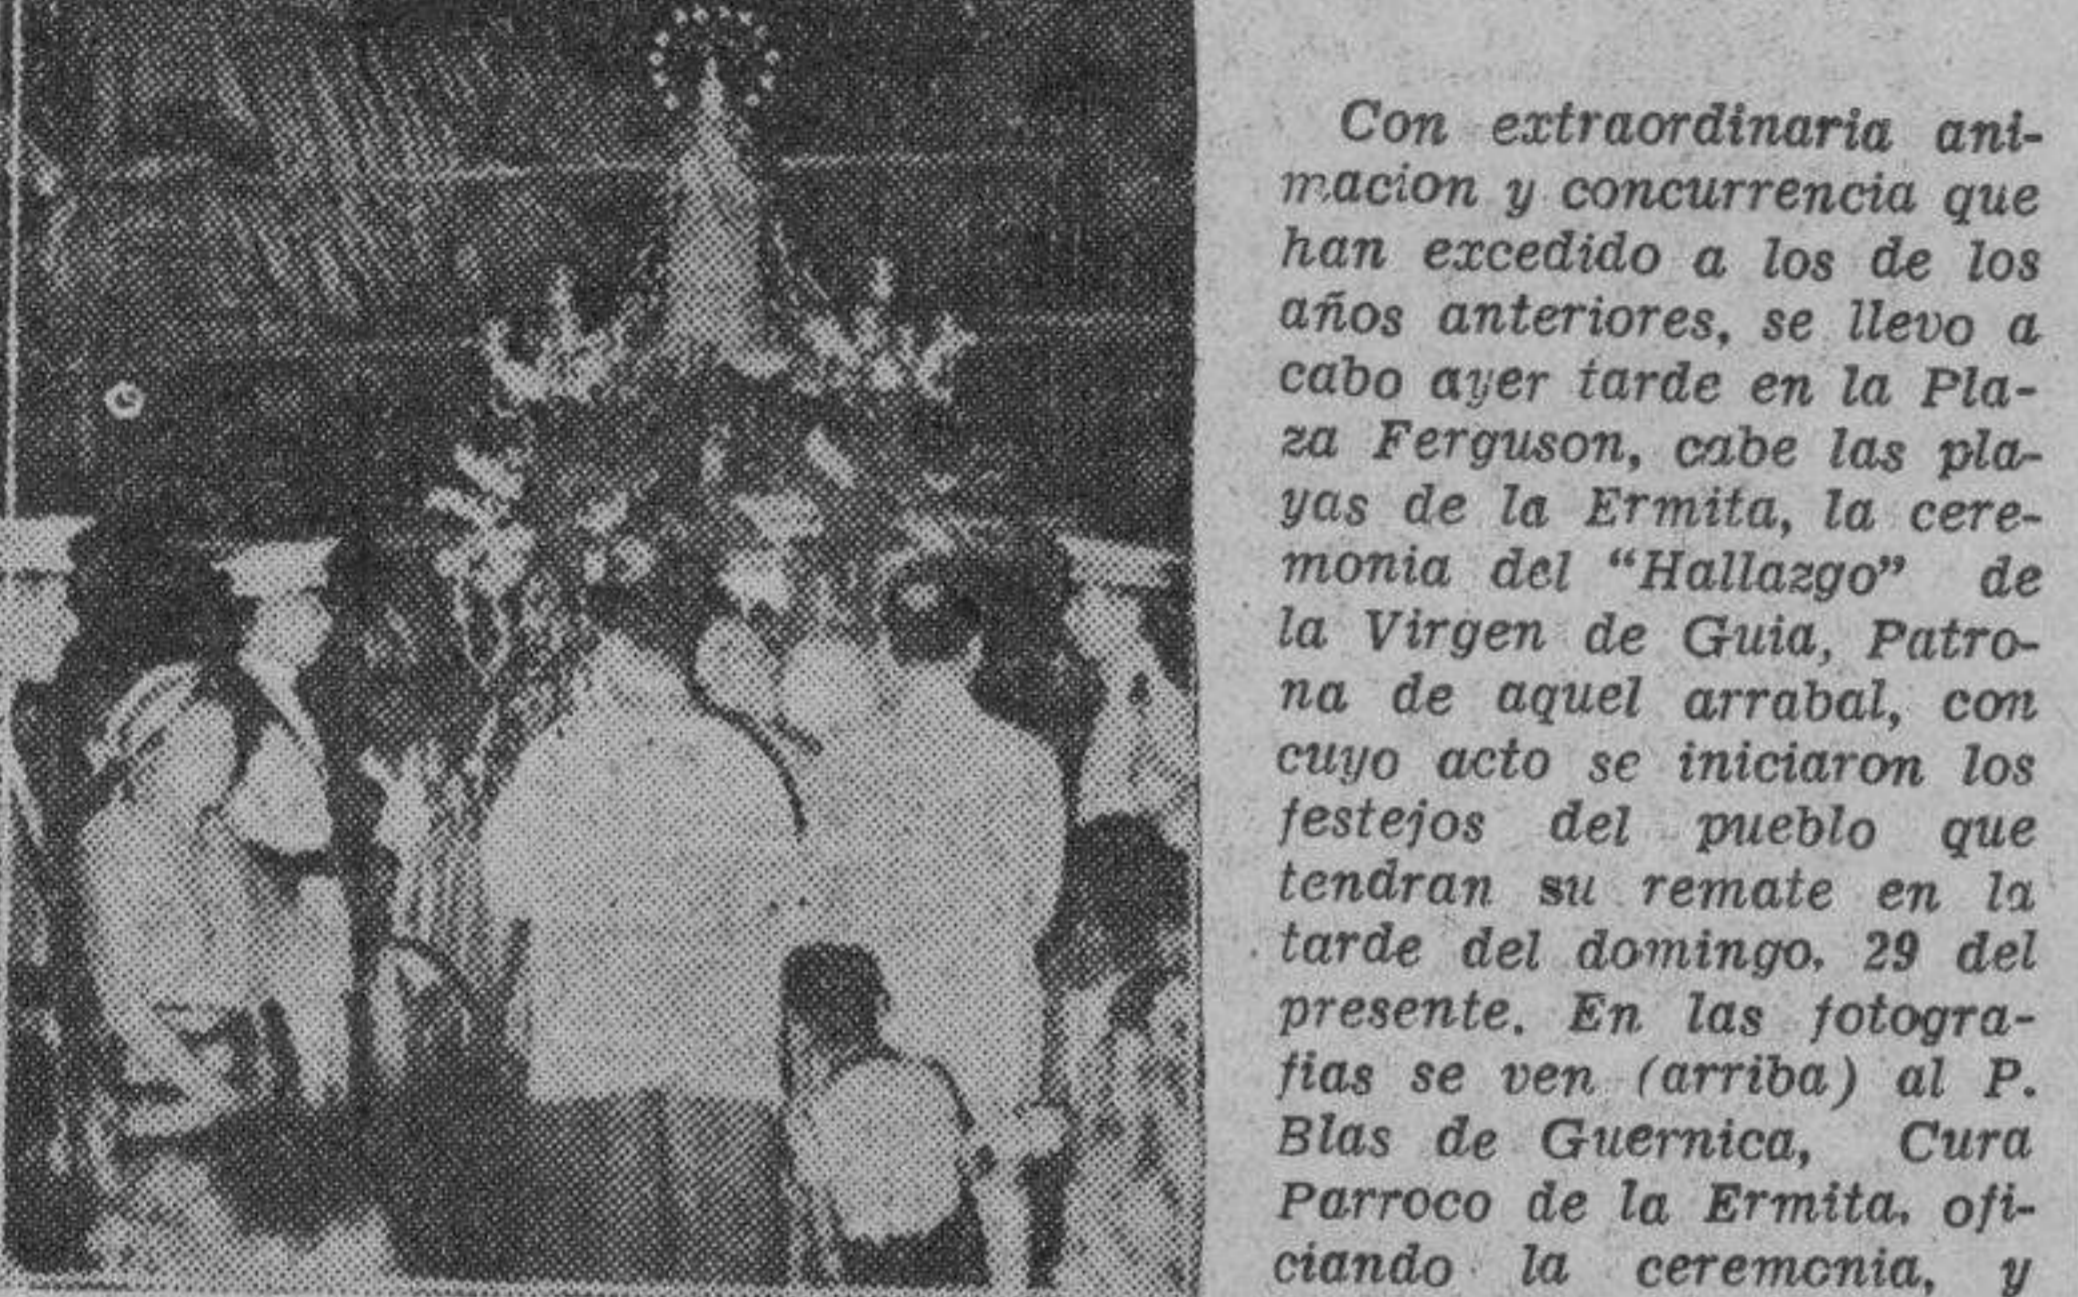 Con extraordinaria ani-
macion y concurrencia que
han excedido a los de los
años anteriores, se llevo a
cabo ayer tarde en la Pla-
za Ferguson, cabe las pla-
yas de la Ermita, la cere-
monia del “Hallazgo” de
la Virgen de Guia, Patro-
na de aquel arrabal, con
cuyo acto se iniciaron los
festejos del pueblo que
tendran su remate en la
tarde del domingo, 29 del
presente. En las fotogra-
fias se ven (arriba) al P.
Blas de Guernica, Cura
Parroco de la Ermita, ofi-
ciando la ceremonia, y